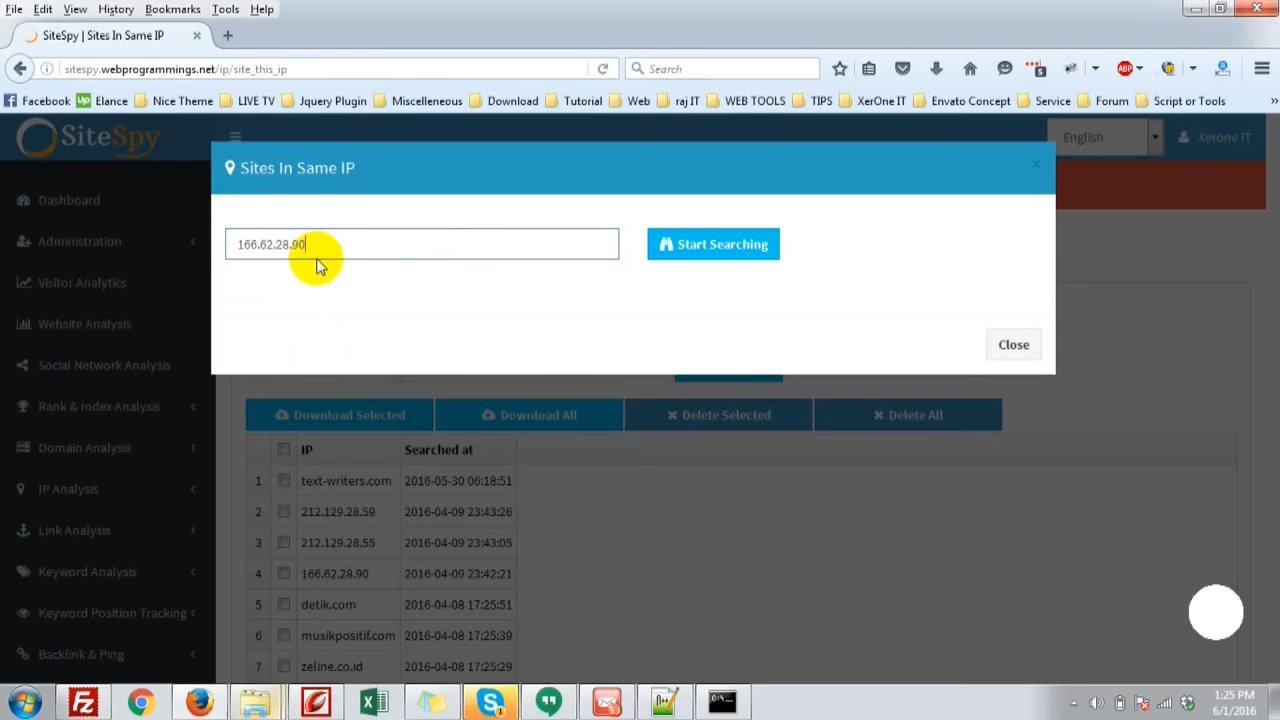 File Edit View History Bookmarks Tools Help
SiteSpy | Sites In Same IP
sitespy.webprogrammings.net/ip/site_this_ip
Search
ABP
Facebook Up Elance Nice Theme LIVE TV Jquery Plugin Miscelleneous Download Tutorial Web raj IT WEB TOOLS TIPS XerOne IT Envato Concept Service Forum Script or Tools
SiteSpy
English
Xerone IT
Sites In Same IP
×
166.62.28.90
Start Searching
Close
Dashboard
Administration
Visitor Analytics
Website Analysis
Social Network Analysis
Rank & Index Analysis
Domain Analysis
IP Analysis
Link Analysis
Keyword Analysis
Keyword Position Tracking
Backlink & Ping
Download Selected Download All Delete Selected Delete All
IP Searched at
1 text-writers.com 2016-05-30 06:18:51
2 212.129.28.59 2016-04-09 23:43:26
3 212.129.28.55 2016-04-09 23:43:05
4 166.62.28.90 2016-04-09 23:42:21
5 detik.com 2016-04-08 17:25:51
6 musikpositif.com 2016-04-08 17:25:39
7 zeline.co.id 2016-04-08 17:25:29
1:25 PM
6/1/2016